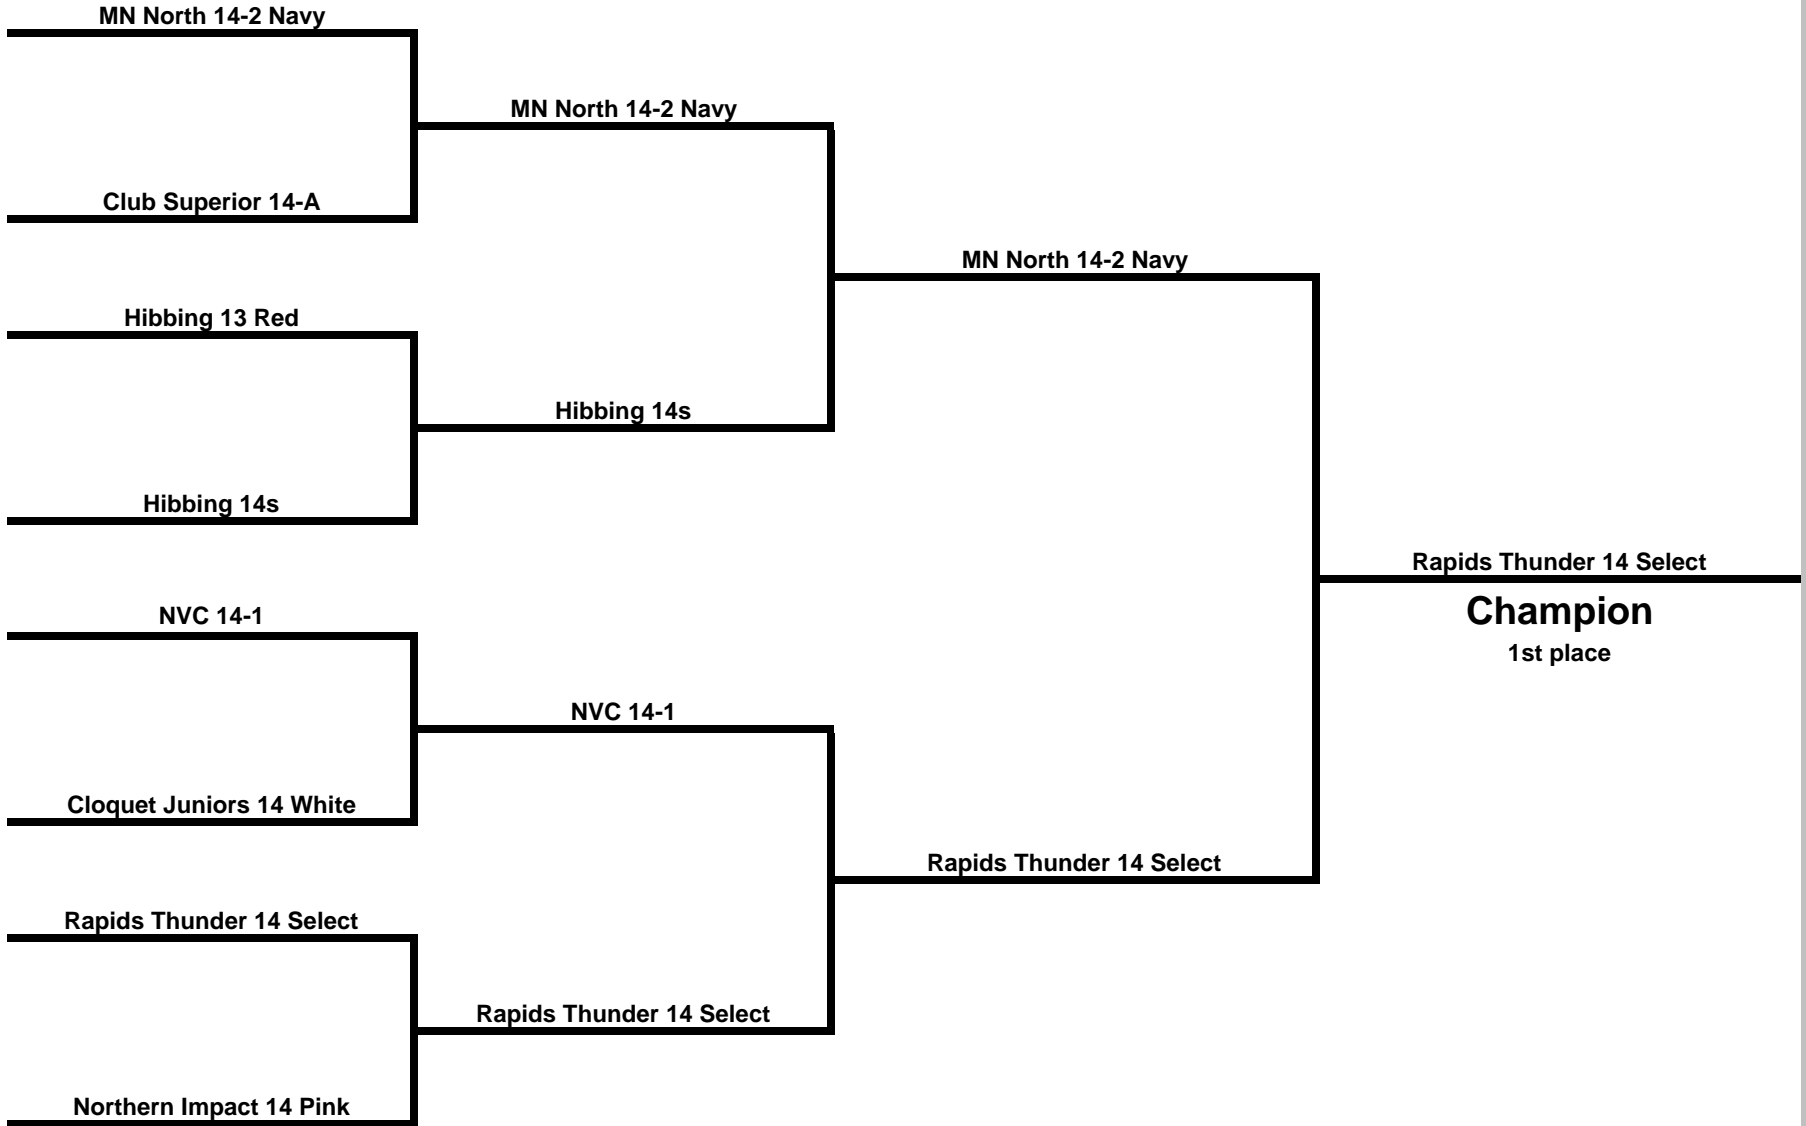 MN North 14-2 Navy
MN North 14-2 Navy
Club Superior 14-A
MN North 14-2 Navy
Hibbing 13 Red
Hibbing 14s
Hibbing 14s
Rapids Thunder 14 Select
Champion
1st place
NVC 14-1
NVC 14-1
Cloquet Juniors 14 White
Rapids Thunder 14 Select
Rapids Thunder 14 Select
Rapids Thunder 14 Select
Northern Impact 14 Pink